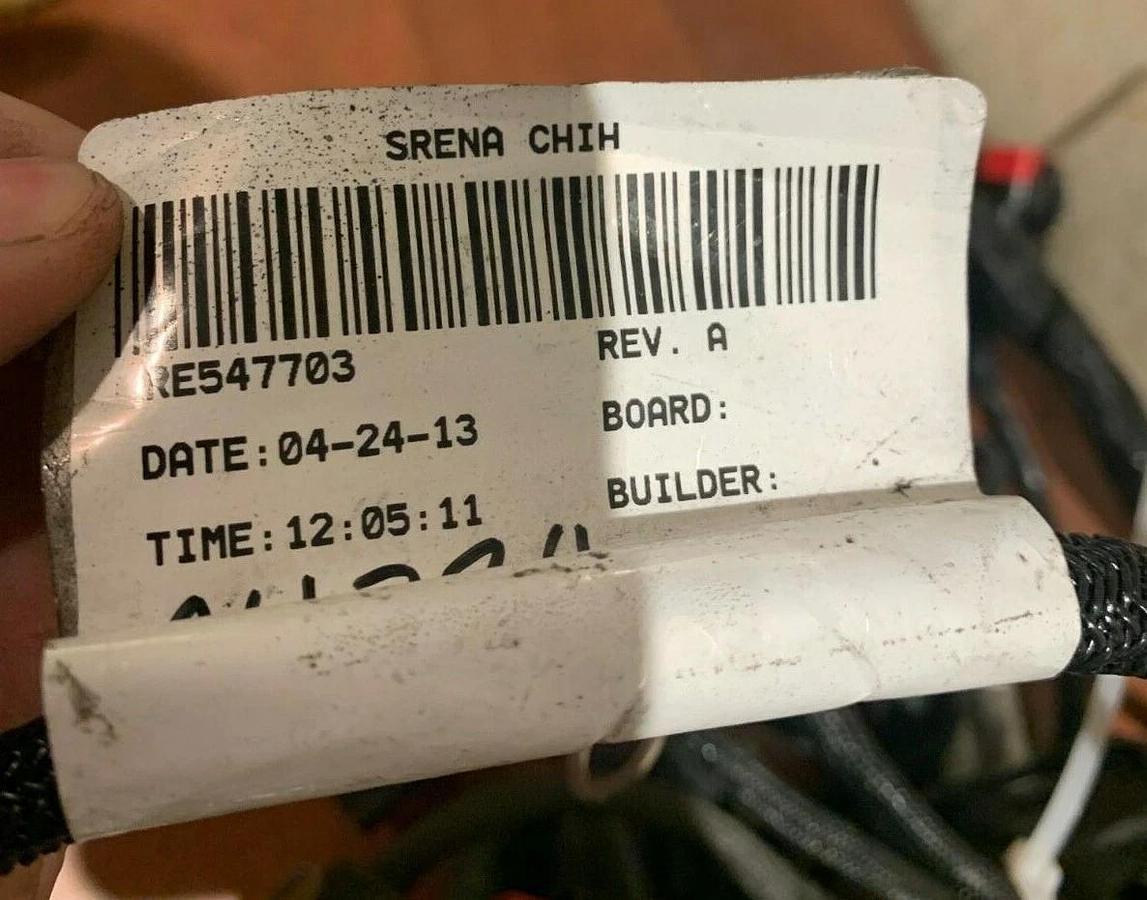 SRENA CHIH
RE547703
REV. A
DATE:04-24-13
BOARD:
TIME:12:05:11
BUILDER: